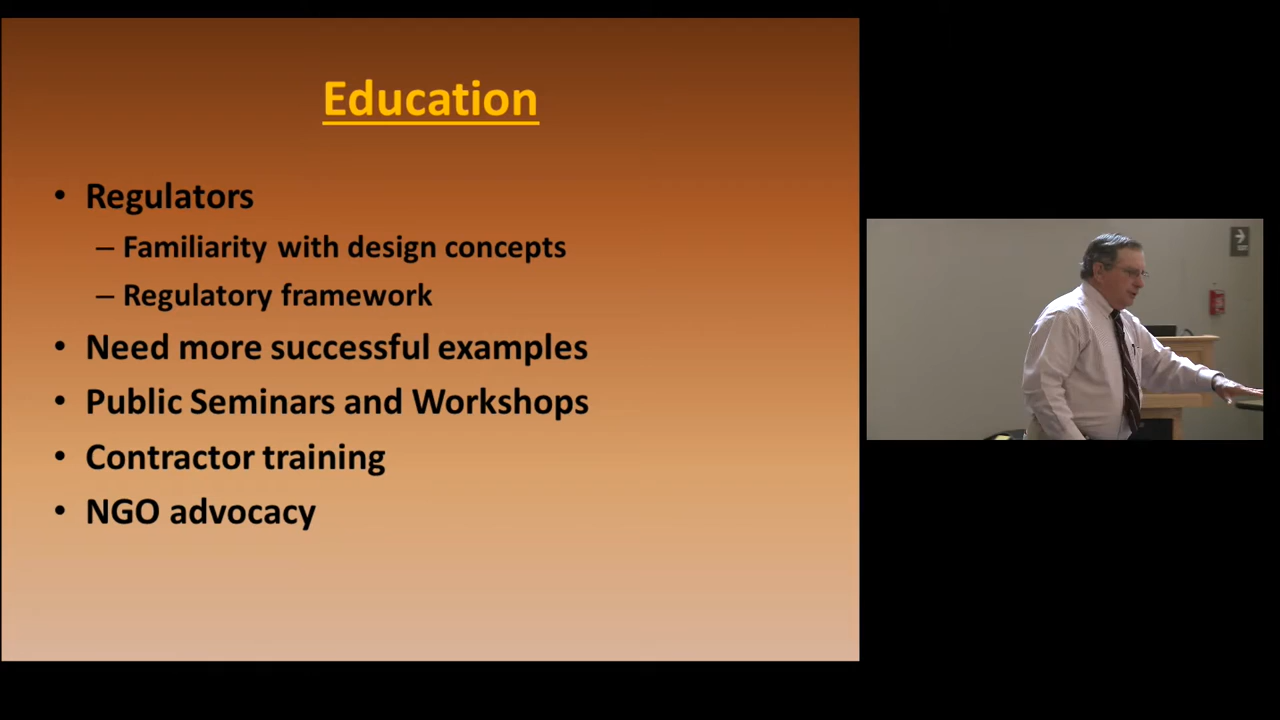 Education
• Regulators
– Familiarity with design concepts
– Regulatory framework
• Need more successful examples
• Public Seminars and Workshops
• Contractor training
• NGO advocacy